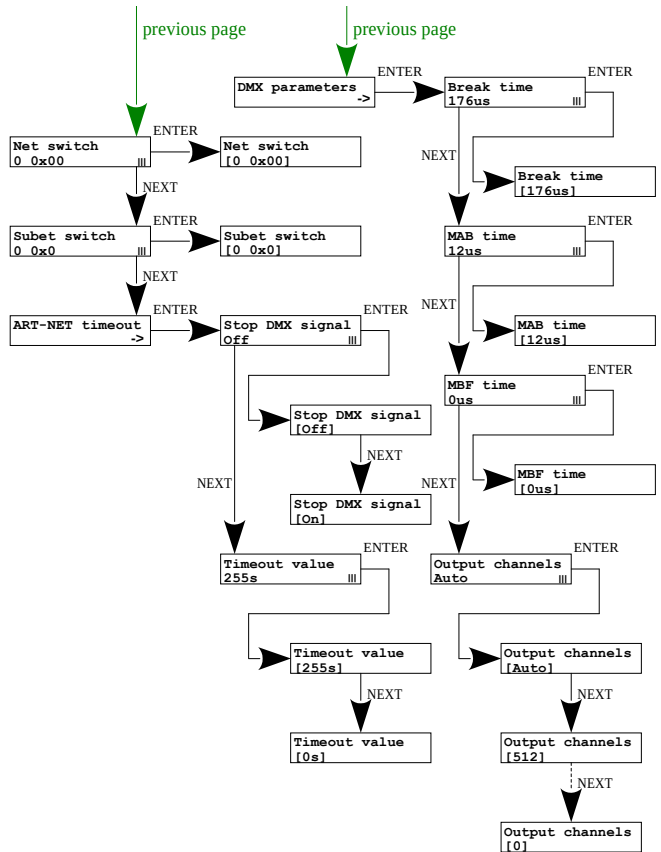 previous page
previous page
DMX parameters
->
ENTER
Break time
176us
ENTER
NEXT
Break time
[176us]
Net switch
0 0x00
ENTER
Net switch
[0 0x00]
NEXT
Subet switch
0 0x0
ENTER
Subet switch
[0 0x0]
NEXT
MAB time
12us
ENTER
NEXT
MAB time
[12us]
ART-NET timeout
->
ENTER
Stop DMX signal
Off
ENTER
Stop DMX signal
[Off]
NEXT
Stop DMX signal
[On]
NEXT
MBF time
0us
ENTER
MBF time
[0us]
NEXT
Timeout value
255s
ENTER
Timeout value
[255s]
NEXT
Timeout value
[0s]
Output channels
Auto
ENTER
Output channels
[Auto]
NEXT
Output channels
[512]
NEXT
Output channels
[0]